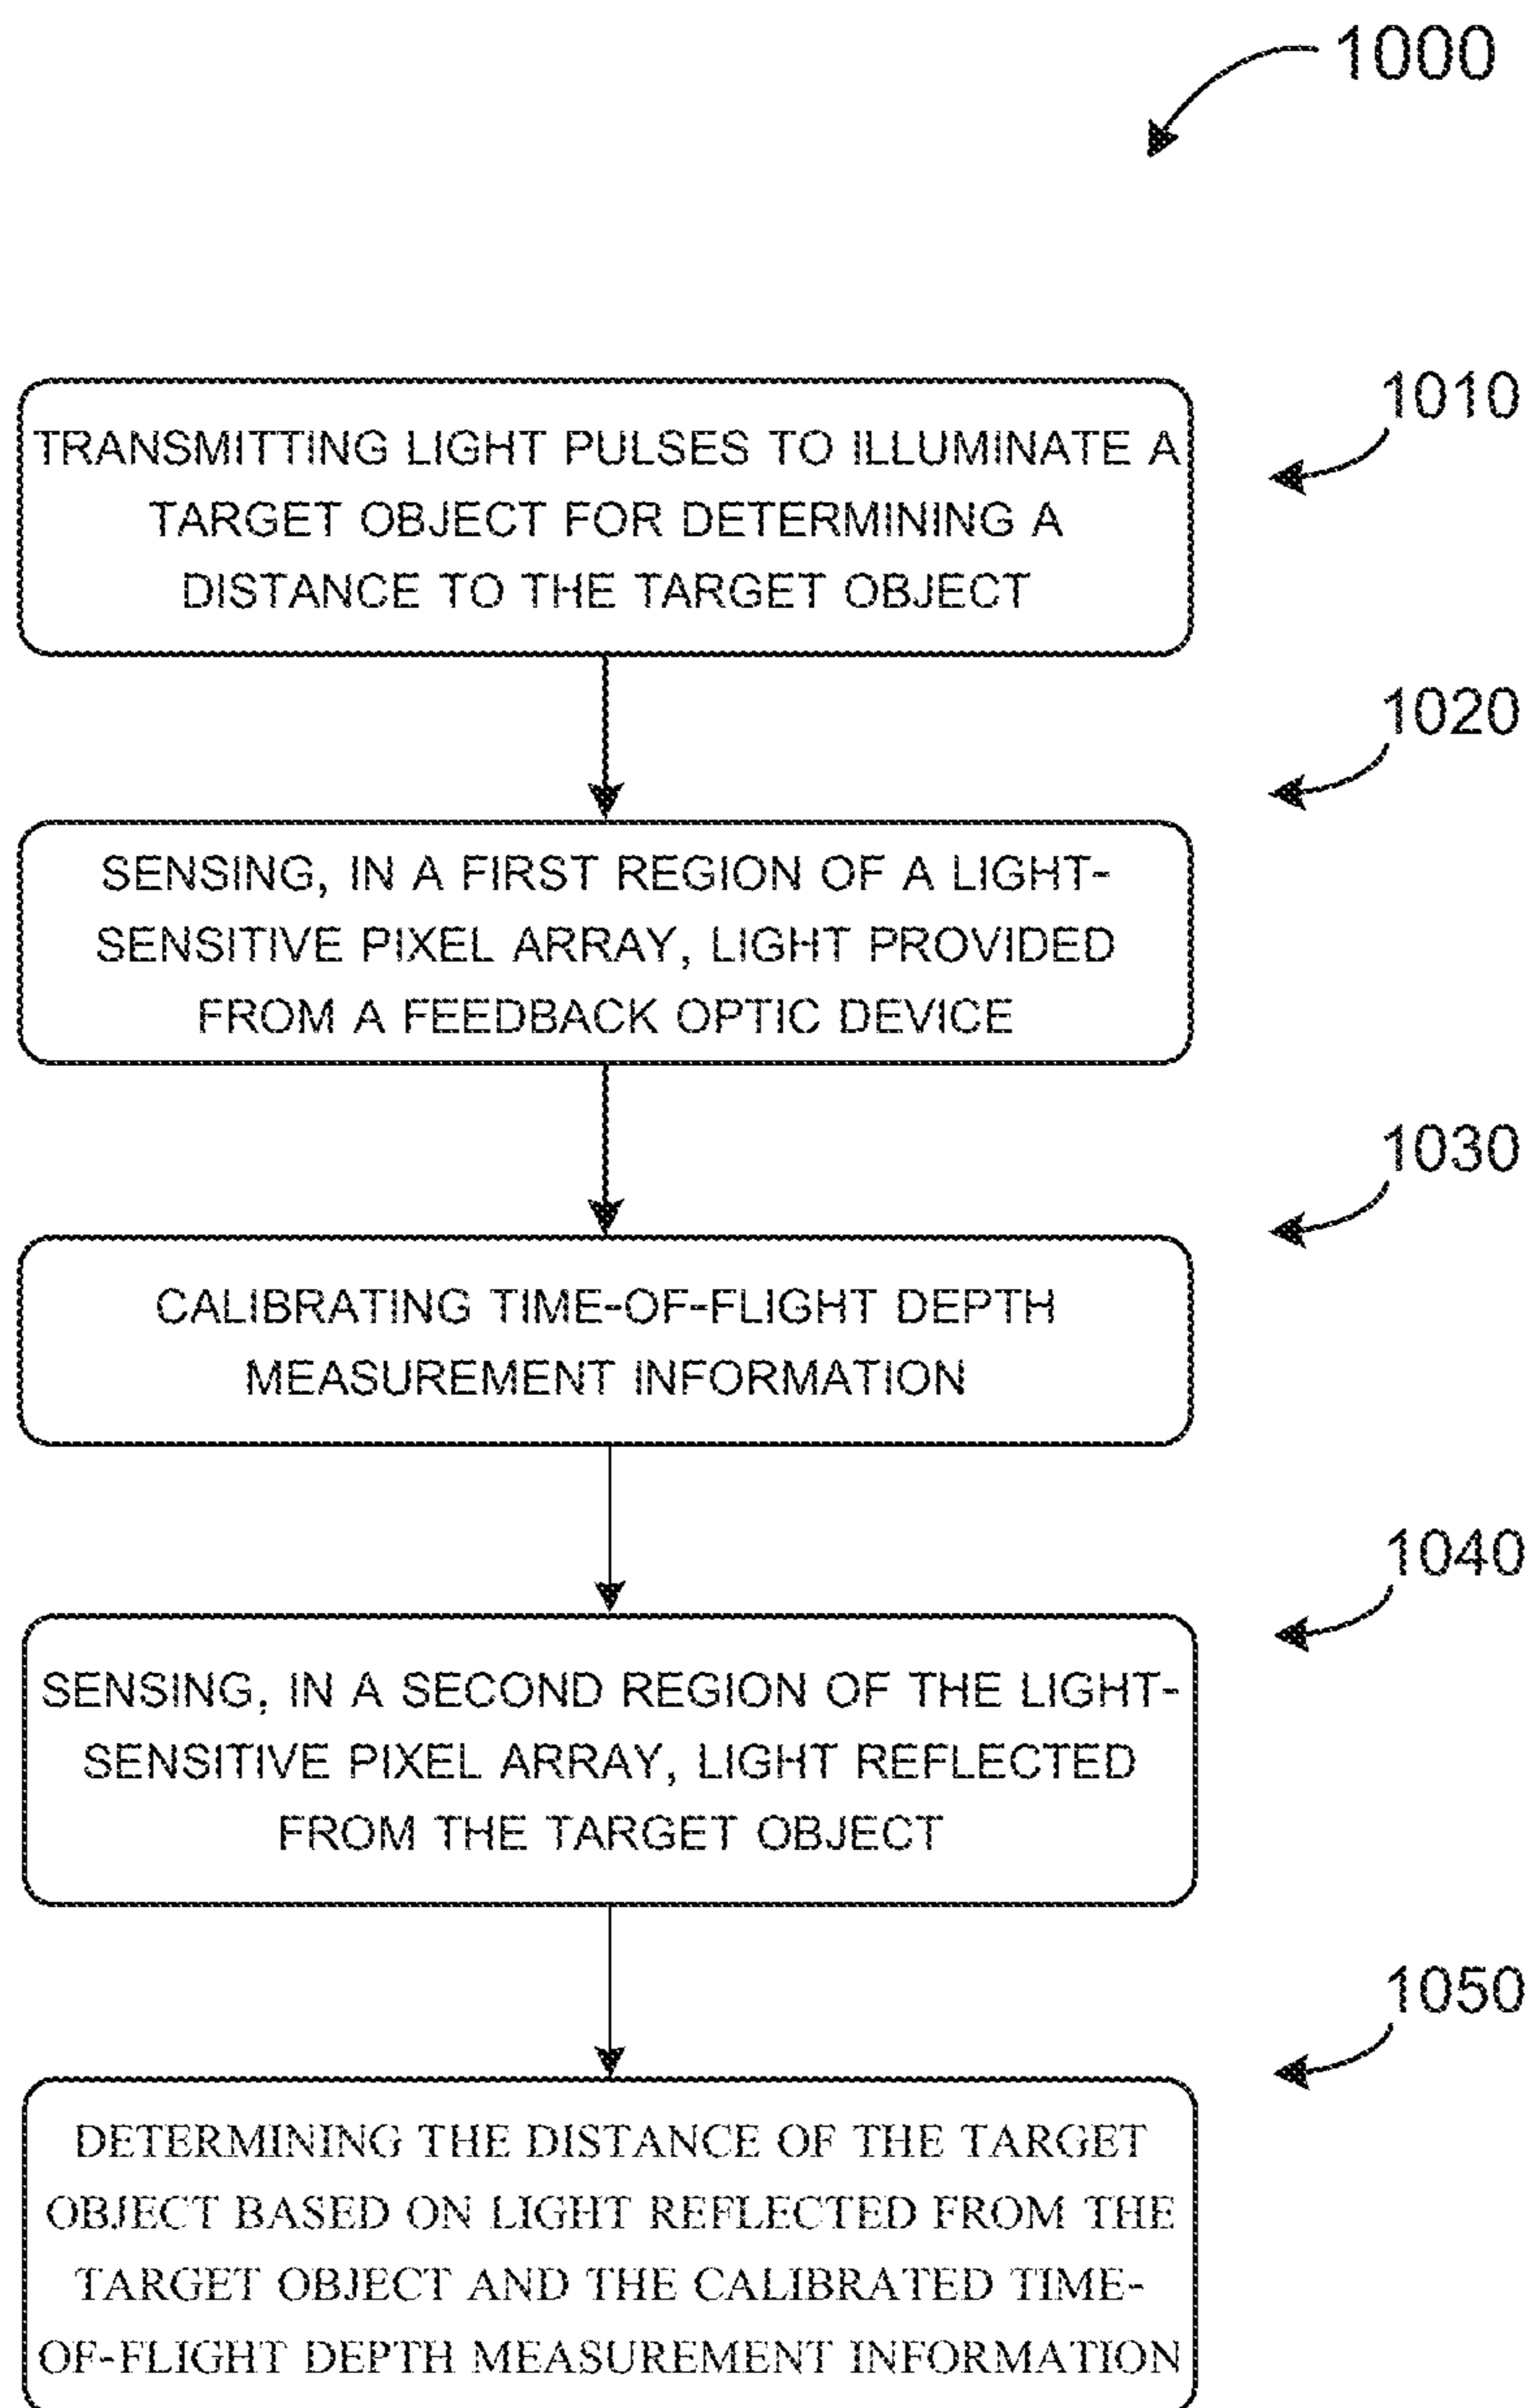 1000
1010
TRANSMITTING LIGHT PULSES TO ILLUMINATE A
TARGET OBJECT FOR DETERMINING A
DISTANCE TO THE TARGET OBJECT
1020
SENSING, IN A FIRST REGION OF A LIGHT-
SENSITIVE PIXEL ARRAY, LIGHT PROVIDED
FROM A FEEDBACK OPTIC DEVICE
1030
CALIBRATING TIME-OF-FLIGHT DEPTH
MEASUREMENT INFORMATION
1040
SENSING, IN A SECOND REGION OF THE LIGHT-
SENSITIVE PIXEL ARRAY, LIGHT REFLECTED
FROM THE TARGET OBJECT
1050
DETERMINING THE DISTANCE OF THE TARGET
OBJECT BASED ON LIGHT REFLECTED FROM THE
TARGET OBJECT AND THE CALIBRATED TIME-
OF-FLIGHT DEPTH MEASUREMENT INFORMATION